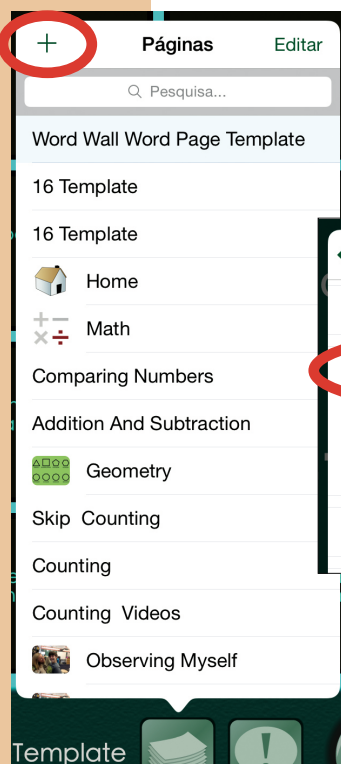 + Páginas Editar
Pesquisa...
Word Wall Word Page Template
16 Template
16 Template
Home
Math
Comparing Numbers
Addition And Subtraction
Geometry
Skip  Counting
Counting
Counting  Videos
Observing Myself
Template